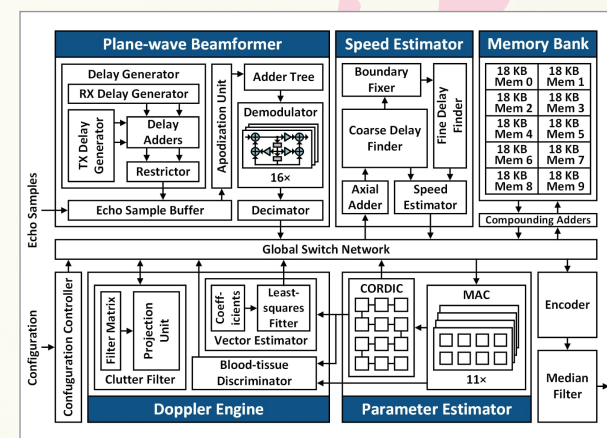 Plane-wave Beamformer
Delay Generator
RX Delay Generator
TX Delay
Generator
Delay
Adders
Restrictor
Echo Sample Buffer
Apodization Unit
Adder Tree
Demodulator
16×
Decimator
Speed Estimator
Boundary
Fixer
Coarse Delay
Finder
Fine Delay
Finder
Axial
Adder
Speed
Estimator
Memory Bank
18 KB
Mem 0
18 KB
Mem 1
18 KB
Mem 2
18 KB
Mem 3
18 KB
Mem 4
18 KB
Mem 5
18 KB
Mem 6
18 KB
Mem 7
18 KB
Mem 8
18 KB
Mem 9
Compounding Adders
Echo Samples
Global Switch Network
Configuration
Confuguration Controller
Filter Matrix
Projection
Unit
Clutter Filter
Coeff-
icients
Least-
squares
Fitter
Vector Estimator
Blood-tissue
Discriminator
Doppler Engine
CORDIC
MAC
11×
Parameter Estimator
Encoder
Median
Filter